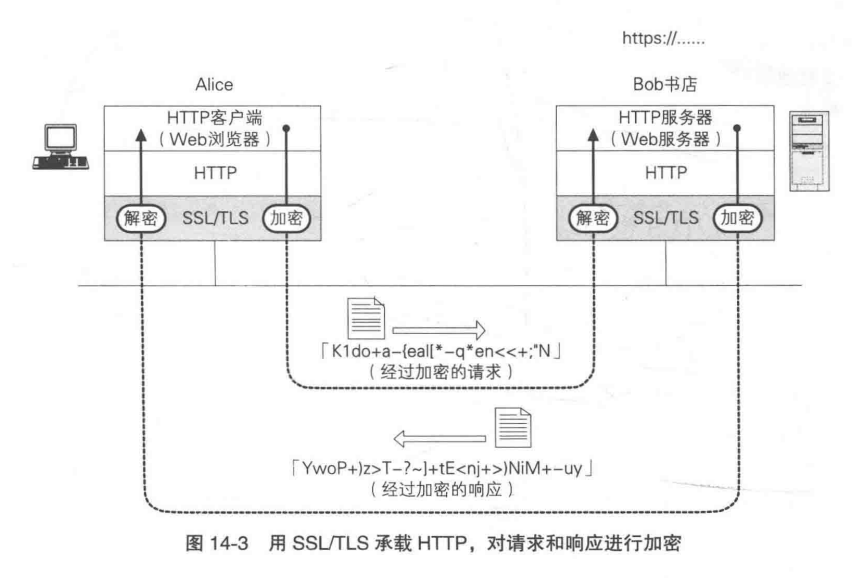 https://......
Alice
Bob书店
HTTP客户端
（Web浏览器）
HTTP
解密
SSL/TLS
加密
HTTP服务器
（Web服务器）
HTTP
解密
SSL/TLS
加密
「K1do+a−{eal[*−q*en<<+;"N」
（经过加密的请求）
「YwoP+)z>T−?~]+tE<nj+>)NiM+−uy」
（经过加密的响应）
图 14-3 用 SSL/TLS 承载 HTTP，对请求和响应进行加密